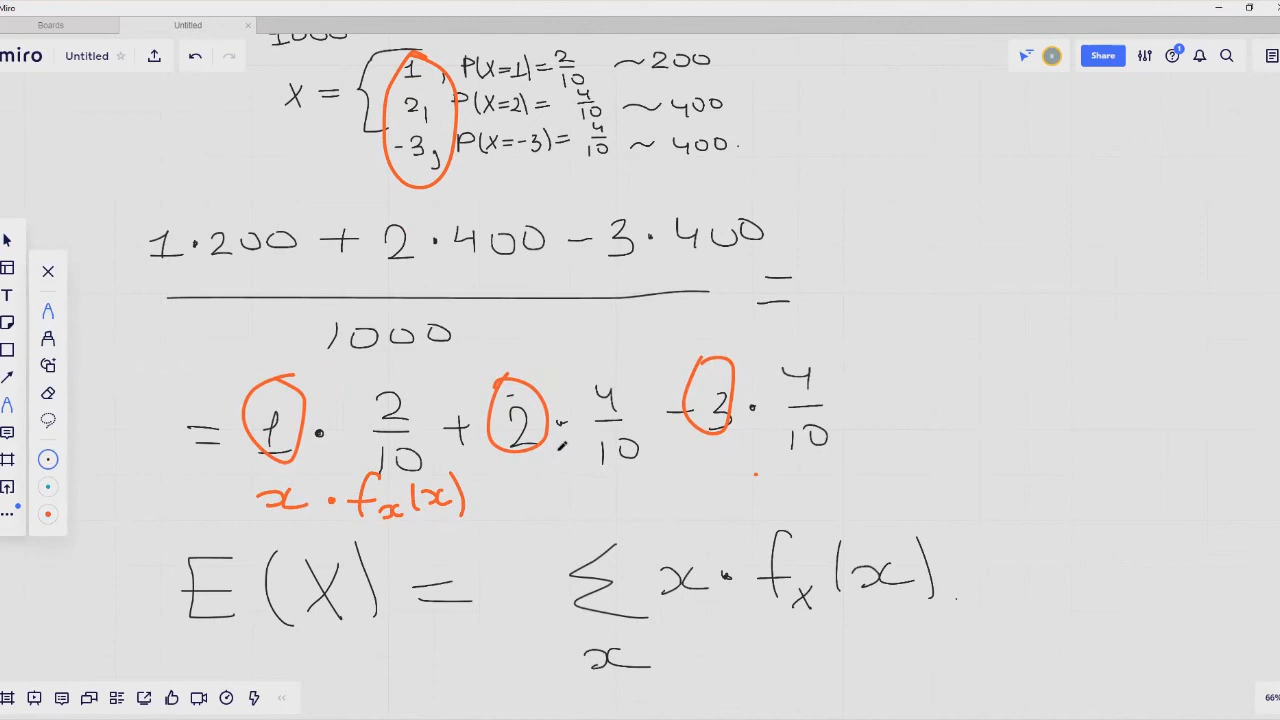 Miro
Boards
Untitled
miro
Untitled
Share
1
1000
X = { 1, P(X=1) = 2/10 ~ 200
2, P(X=2) = 4/10 ~ 400
-3, P(X=-3) = 4/10 ~ 400.
1 · 200 + 2 · 400 - 3 · 400
1000
=
= 1 · 2/10 + 2 · 4/10 - 3 · 4/10
x · fx(x)
E(X) = Σ x · fX(x).
x
66%